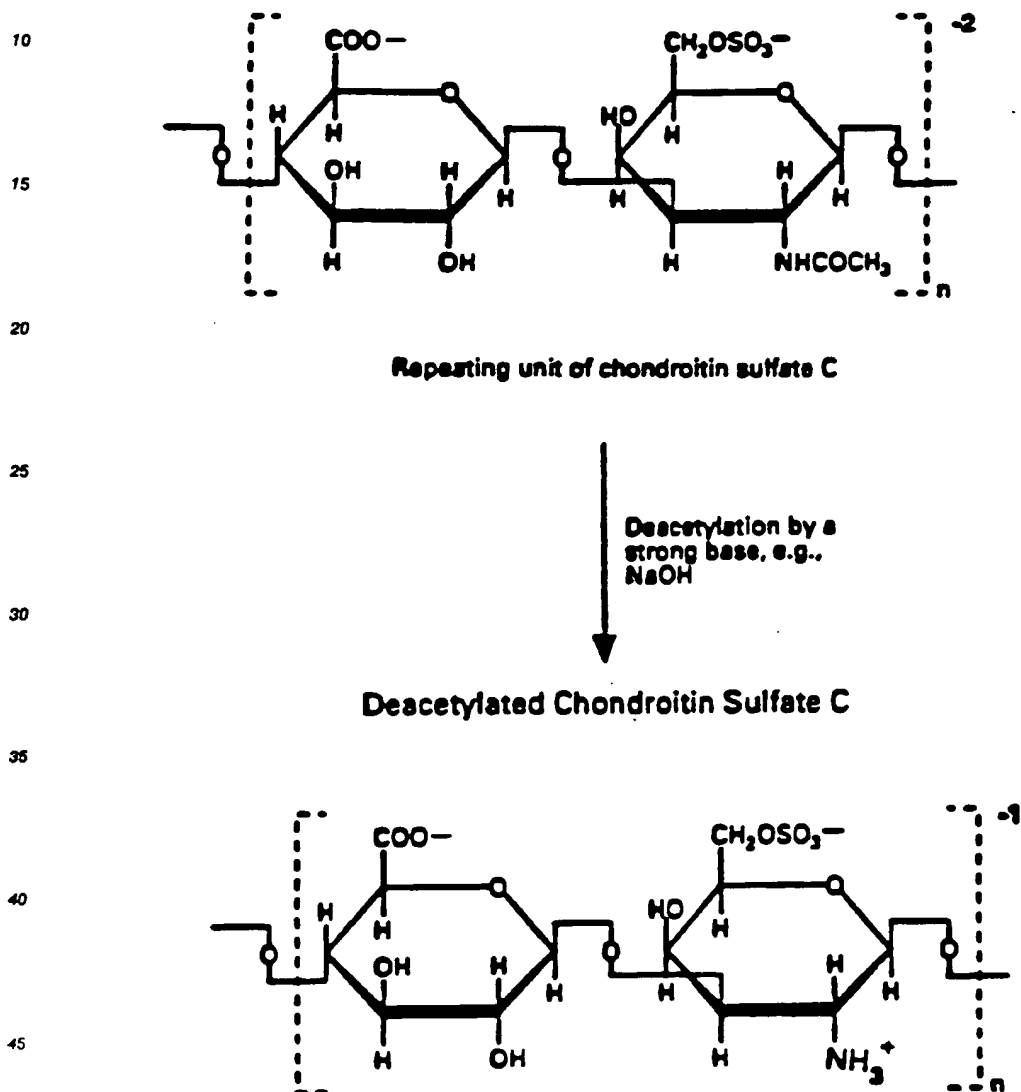 10
COO— CH₂OSO₃— -2
O O
H H HO H
O OH H O H O
15
H H H
H OH H NHCOCH₃
n
20
Repeating unit of chondroitin sulfate C
25
Deacetylation by a
strong base, e.g.,
NaOH
30
Deacetylated Chondroitin Sulfate C
35
-1
COO— CH₂OSO₃—
O O
40
H H HO H
O OH H O H O
H H H
45
H OH H NH₃⁺
n